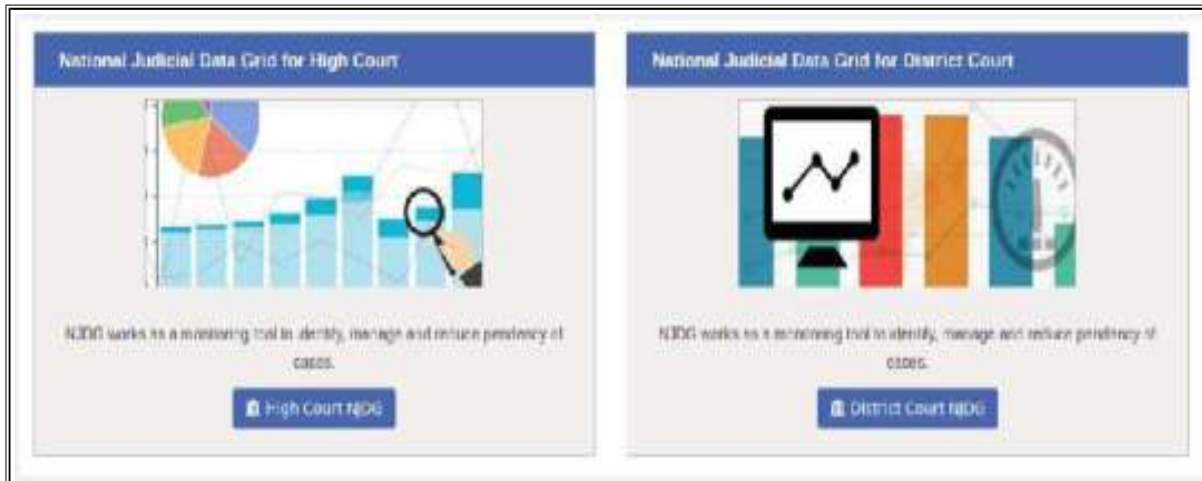 National Judicial Data Grid for High Court
NJDG works as a monitoring tool to identify, manage and reduce pendency of
cases.
High Court NJDG
National Judicial Data Grid for District Court
NJDG works as a monitoring tool to identify, manage and reduce pendency of
cases.
District Court NJDG